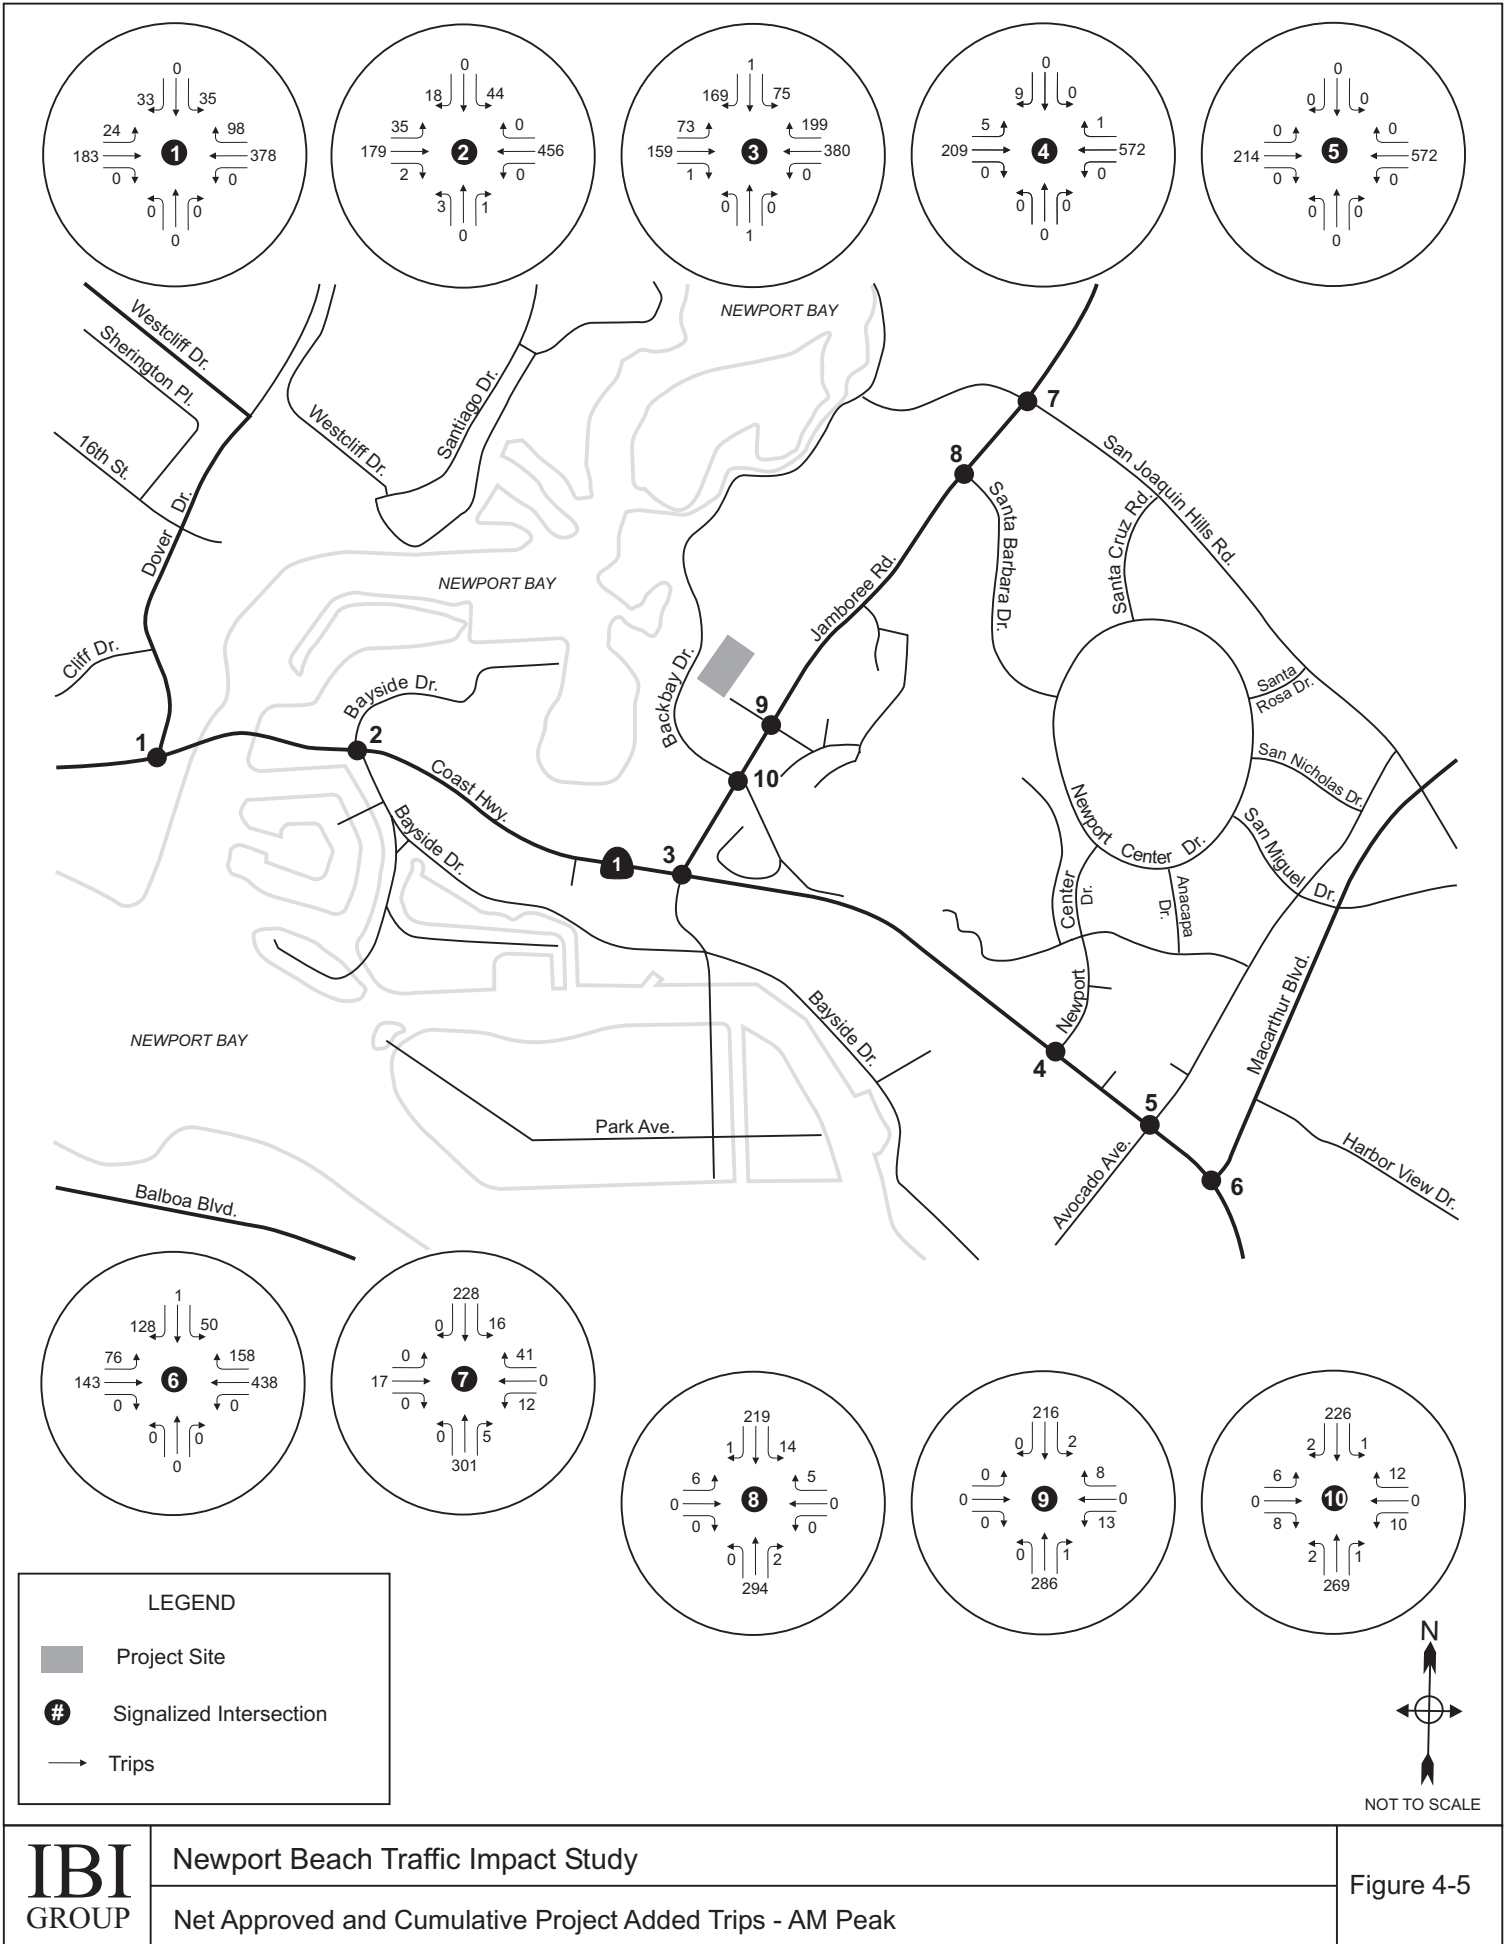 0
33 35
24 98
183 1 378
0 0
0 0
0
0
18 44
35 0
179 2 456
2 0
3 1
0
1
169 75
73 199
159 3 380
1 0
0 0
1
0
9 0
5 1
209 4 572
0 0
0 0
0
0
0 0
0 0
214 5 572
0 0
0 0
0
NEWPORT BAY
Westcliff Dr.
Sherington Pl.
16th St.
Dover Dr.
Westcliff Dr.
Santiago Dr.
7
8
San Joaquin Hills Rd.
Santa Cruz Rd.
Santa Barbara Dr.
Jamboree Rd.
NEWPORT BAY
Cliff Dr.
Bayside Dr.
Backbay Dr.
Santa
Rosa Dr.
9
1
2
10
San Nicholas Dr.
Coast Hwy.
Bayside Dr.
Newport Center Dr.
San Miguel Dr.
1
3
Newport Center Dr.
Anacapa
Dr.
Macarthur Blvd.
Bayside Dr.
NEWPORT BAY
4
5
Park Ave.
Avocado Ave.
6
Harbor View Dr.
Balboa Blvd.
1
128 50
76 158
143 6 438
0 0
0 0
0
228
0 16
0 41
17 7 0
0 12
0 5
301
219
1 14
6 5
0 8 0
0 0
0 2
294
216
0 2
0 8
0 9 0
0 13
0 1
286
226
2 1
6 12
0 10 0
8 10
2 1
269
LEGEND
Project Site
# Signalized Intersection
Trips
N
NOT TO SCALE
IBI
GROUP
Newport Beach Traffic Impact Study
Net Approved and Cumulative Project Added Trips - AM Peak
Figure 4-5